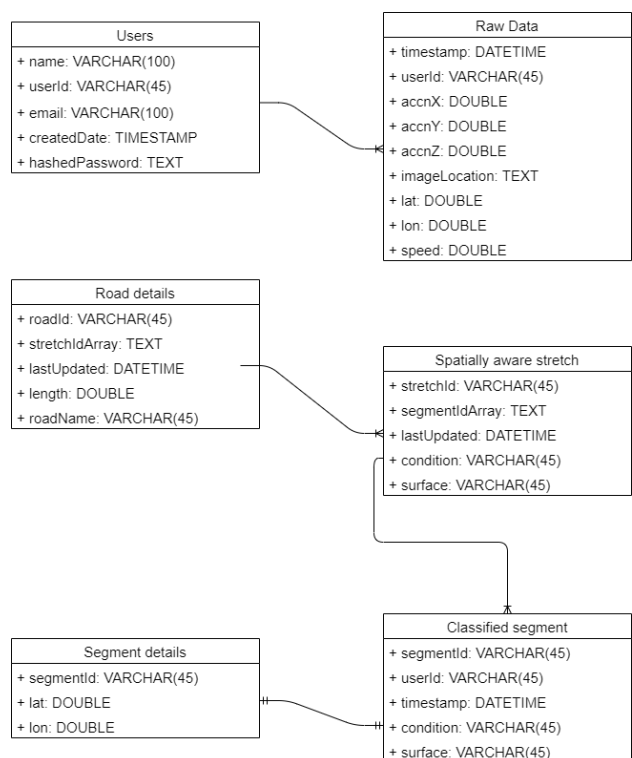 Users
+ name: VARCHAR(100)
+ userId: VARCHAR(45)
+ email: VARCHAR(100)
+ createdDate: TIMESTAMP
+ hashedPassword: TEXT
Raw Data
+ timestamp: DATETIME
+ userId: VARCHAR(45)
+ accnX: DOUBLE
+ accnY: DOUBLE
+ accnZ: DOUBLE
+ imageLocation: TEXT
+ lat: DOUBLE
+ lon: DOUBLE
+ speed: DOUBLE
Road details
+ roadId: VARCHAR(45)
+ stretchIdArray: TEXT
+ lastUpdated: DATETIME
+ length: DOUBLE
+ roadName: VARCHAR(45)
Spatially aware stretch
+ stretchId: VARCHAR(45)
+ segmentIdArray: TEXT
+ lastUpdated: DATETIME
+ condition: VARCHAR(45)
+ surface: VARCHAR(45)
Segment details
+ segmentId: VARCHAR(45)
+ lat: DOUBLE
+ lon: DOUBLE
Classified segment
+ segmentId: VARCHAR(45)
+ userId: VARCHAR(45)
+ timestamp: DATETIME
+ condition: VARCHAR(45)
+ surface: VARCHAR(45)